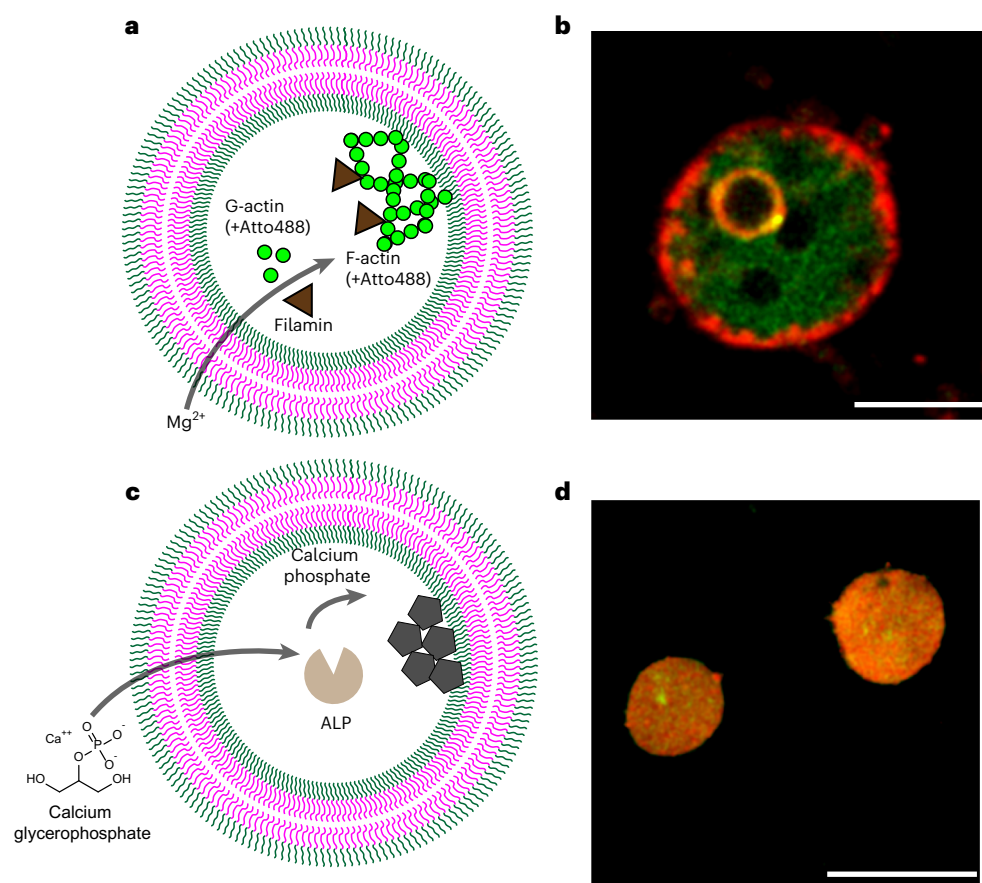 a
b
G-actin
(+Atto488)
F-actin
(+Atto488)
Filamin
Mg²⁺
c
d
Calcium
phosphate
ALP
Ca⁺⁺
O
P
O⁻
O
O⁻
HO
OH
Calcium
glycerophosphate